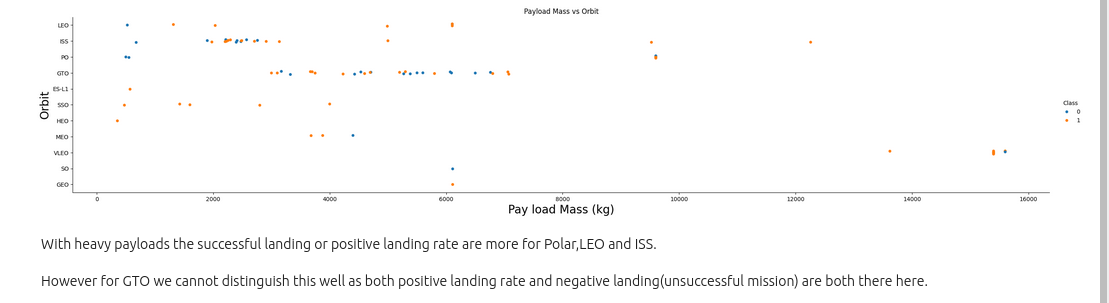 Payload Mass vs Orbit
LEO
ISS
PO
GTO
ES-L1
SSO
HEO
MEO
VLEO
SO
GEO
Orbit
0 2000 4000 6000 8000 10000 12000 14000 16000
Pay load Mass (kg)
Class
0
1
With heavy payloads the successful landing or positive landing rate are more for Polar,LEO and ISS.
However for GTO we cannot distinguish this well as both positive landing rate and negative landing(unsuccessful mission) are both there here.